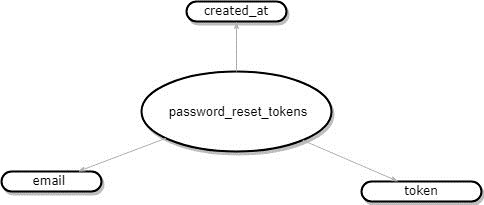 created_at
password_reset_tokens
email
token